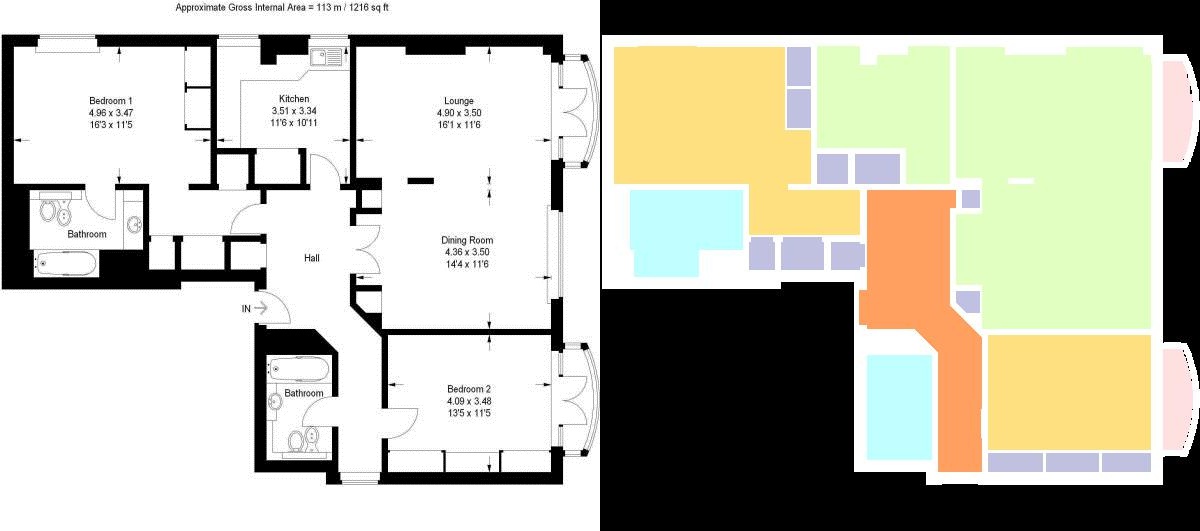 Approximate Gross Internal Area = 113 m / 1216 sq ft
Bedroom 1
4.96 x 3.47
16'3 x 11'5
Kitchen
3.51 x 3.34
11'6 x 10'11
Lounge
4.90 x 3.50
16'1 x 11'6
Bathroom
Hall
Dining Room
4.36 x 3.50
14'4 x 11'6
IN
Bathroom
Bedroom 2
4.09 x 3.48
13'5 x 11'5